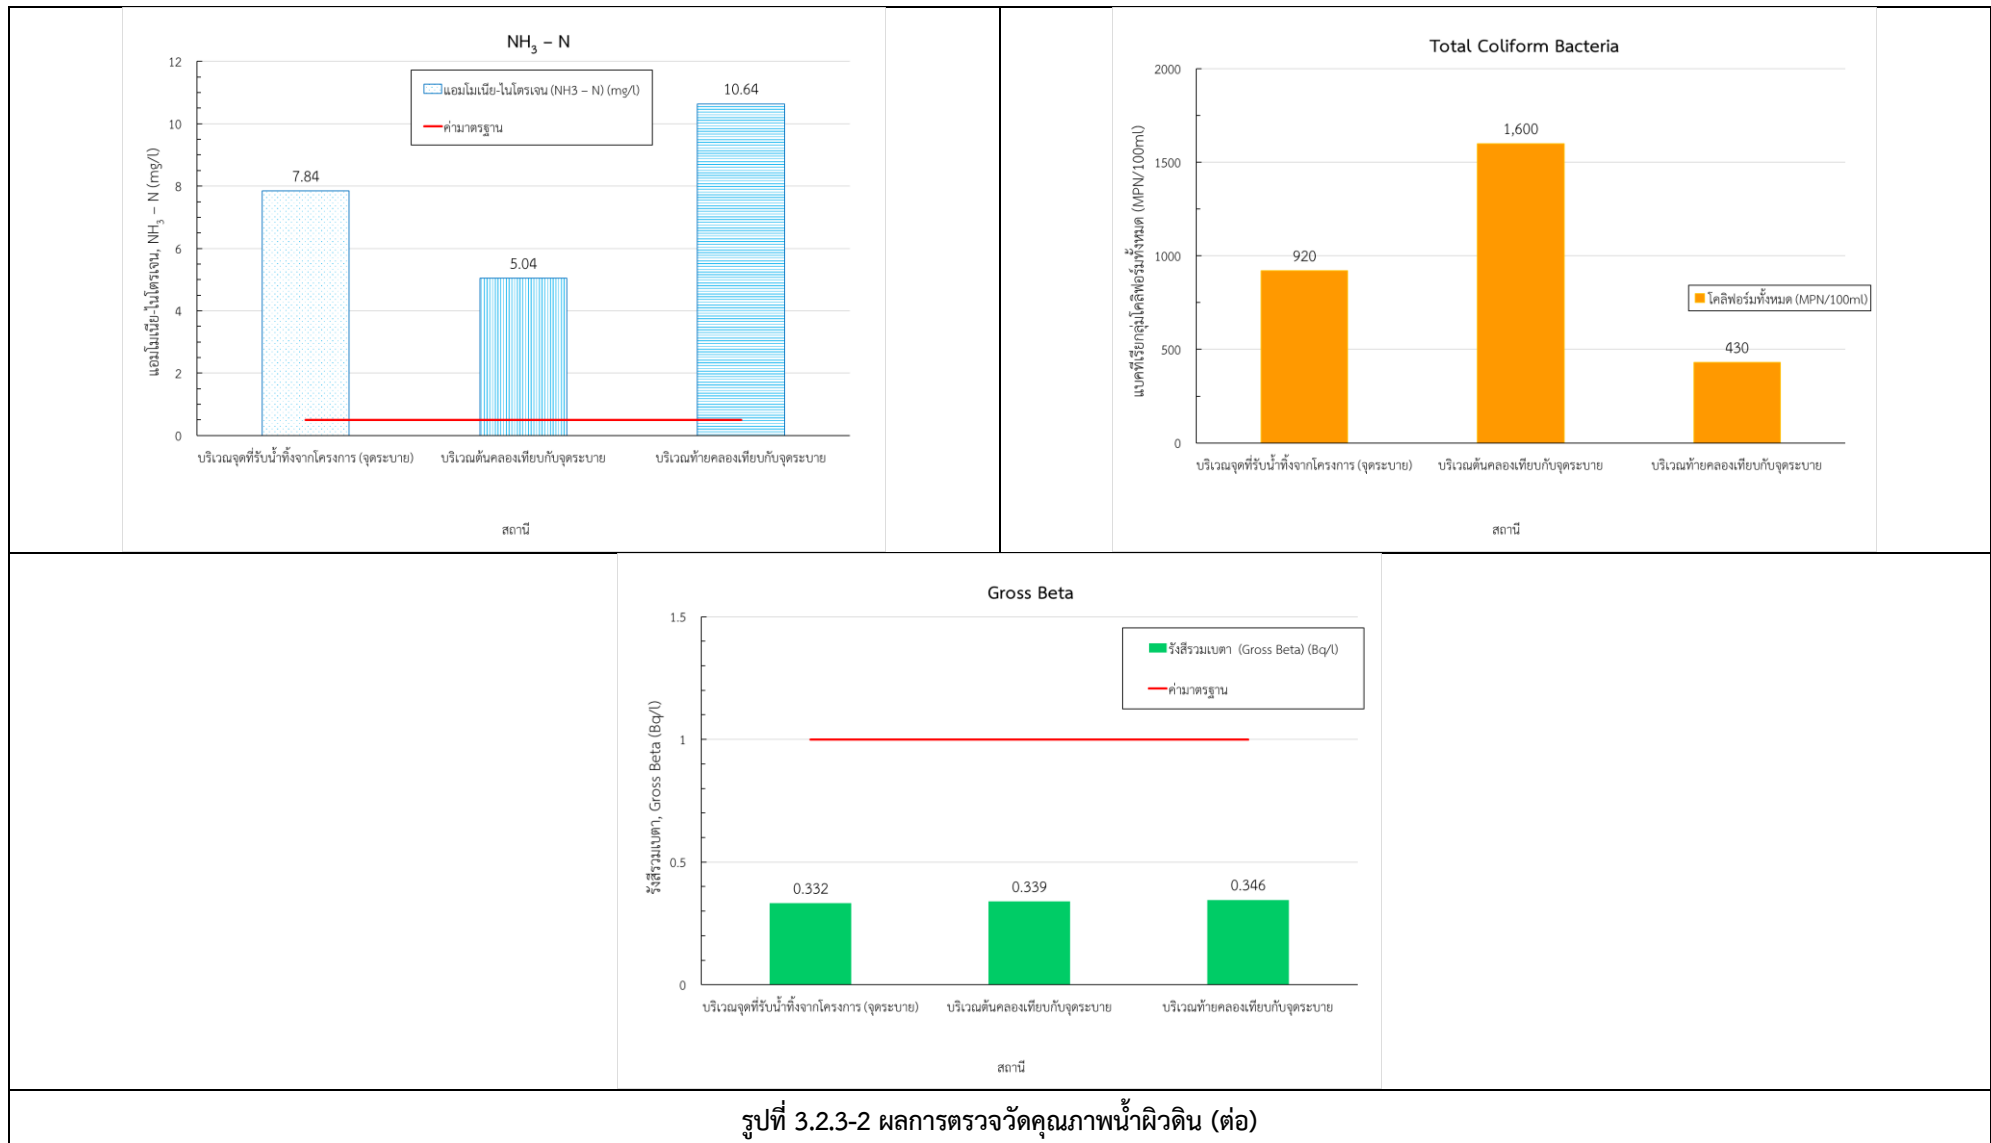 NH₃ – N
12
10
8
6
4
2
0
แอมโมเนีย-ไนโตรเจน, NH₃ – N (mg/l)
แอมโมเนีย-ไนโตรเจน (NH3 – N) (mg/l)
ค่ามาตรฐาน
7.84
5.04
10.64
บริเวณจุดที่รับน้ำทิ้งจากโครงการ (จุดระบาย)
บริเวณต้นคลองเทียบกับจุดระบาย
บริเวณท้ายคลองเทียบกับจุดระบาย
สถานี
Total Coliform Bacteria
2000
1500
1000
500
0
แบคทีเรียกลุ่มโคลิฟอร์มทั้งหมด (MPN/100ml)
920
1,600
430
โคลิฟอร์มทั้งหมด (MPN/100ml)
บริเวณจุดที่รับน้ำทิ้งจากโครงการ (จุดระบาย)
บริเวณต้นคลองเทียบกับจุดระบาย
บริเวณท้ายคลองเทียบกับจุดระบาย
สถานี
Gross Beta
1.5
1
0.5
0
รังสีรวมเบตา, Gross Beta (Bq/l)
รังสีรวมเบตา (Gross Beta) (Bq/l)
ค่ามาตรฐาน
0.332
0.339
0.346
บริเวณจุดที่รับน้ำทิ้งจากโครงการ (จุดระบาย)
บริเวณต้นคลองเทียบกับจุดระบาย
บริเวณท้ายคลองเทียบกับจุดระบาย
สถานี
รูปที่ 3.2.3-2 ผลการตรวจวัดคุณภาพน้ำผิวดิน (ต่อ)